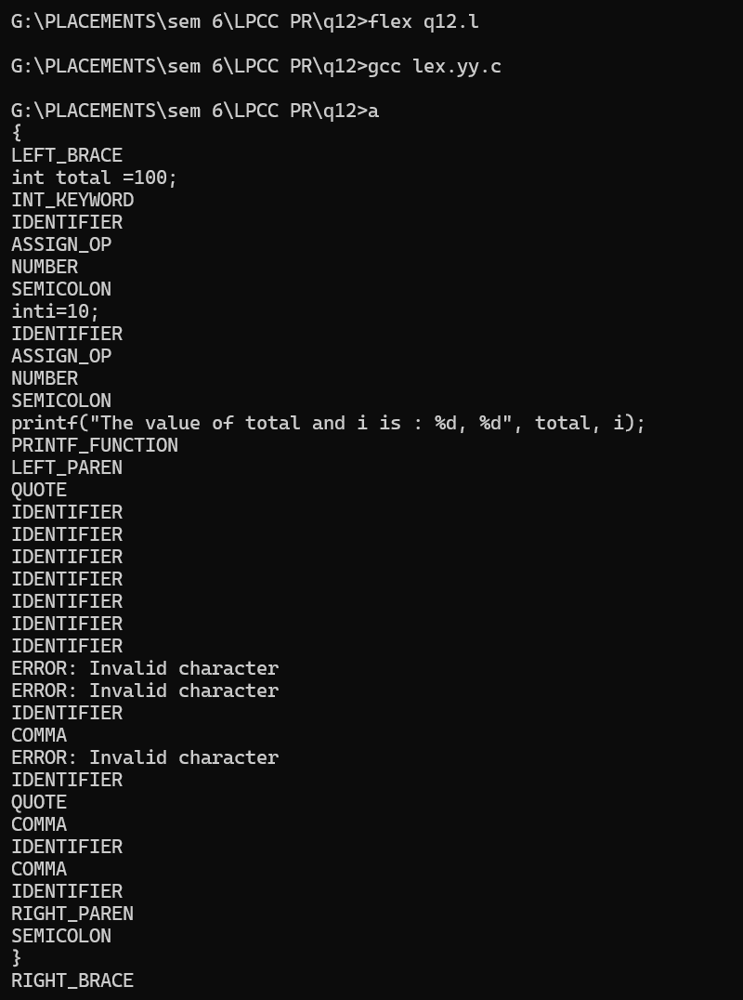 G:\PLACEMENTS\sem 6\LPCC PR\q12>flex q12.l
G:\PLACEMENTS\sem 6\LPCC PR\q12>gcc lex.yy.c
G:\PLACEMENTS\sem 6\LPCC PR\q12>a
{
LEFT_BRACE
int total =100;
INT_KEYWORD
IDENTIFIER
ASSIGN_OP
NUMBER
SEMICOLON
inti=10;
IDENTIFIER
ASSIGN_OP
NUMBER
SEMICOLON
printf("The value of total and i is : %d, %d", total, i);
PRINTF_FUNCTION
LEFT_PAREN
QUOTE
IDENTIFIER
IDENTIFIER
IDENTIFIER
IDENTIFIER
IDENTIFIER
IDENTIFIER
IDENTIFIER
ERROR: Invalid character
ERROR: Invalid character
IDENTIFIER
COMMA
ERROR: Invalid character
IDENTIFIER
QUOTE
COMMA
IDENTIFIER
COMMA
IDENTIFIER
RIGHT_PAREN
SEMICOLON
}
RIGHT_BRACE